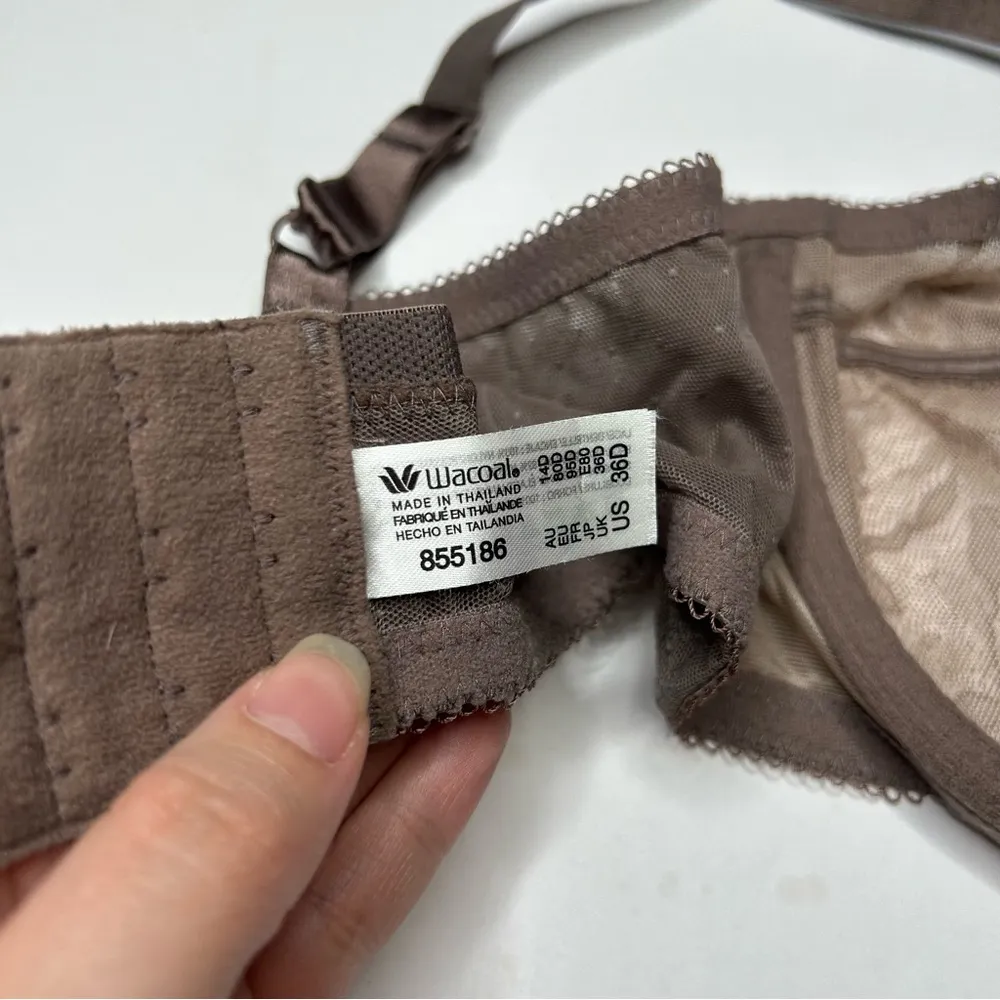 Wacoal®
MADE IN THAILAND
FABRIQUÉ EN THAÏLANDE
HECHO EN TAILANDIA
855186
AU 14D
EU 80D
FR 95D
JP E80
UK 36D
US 36D